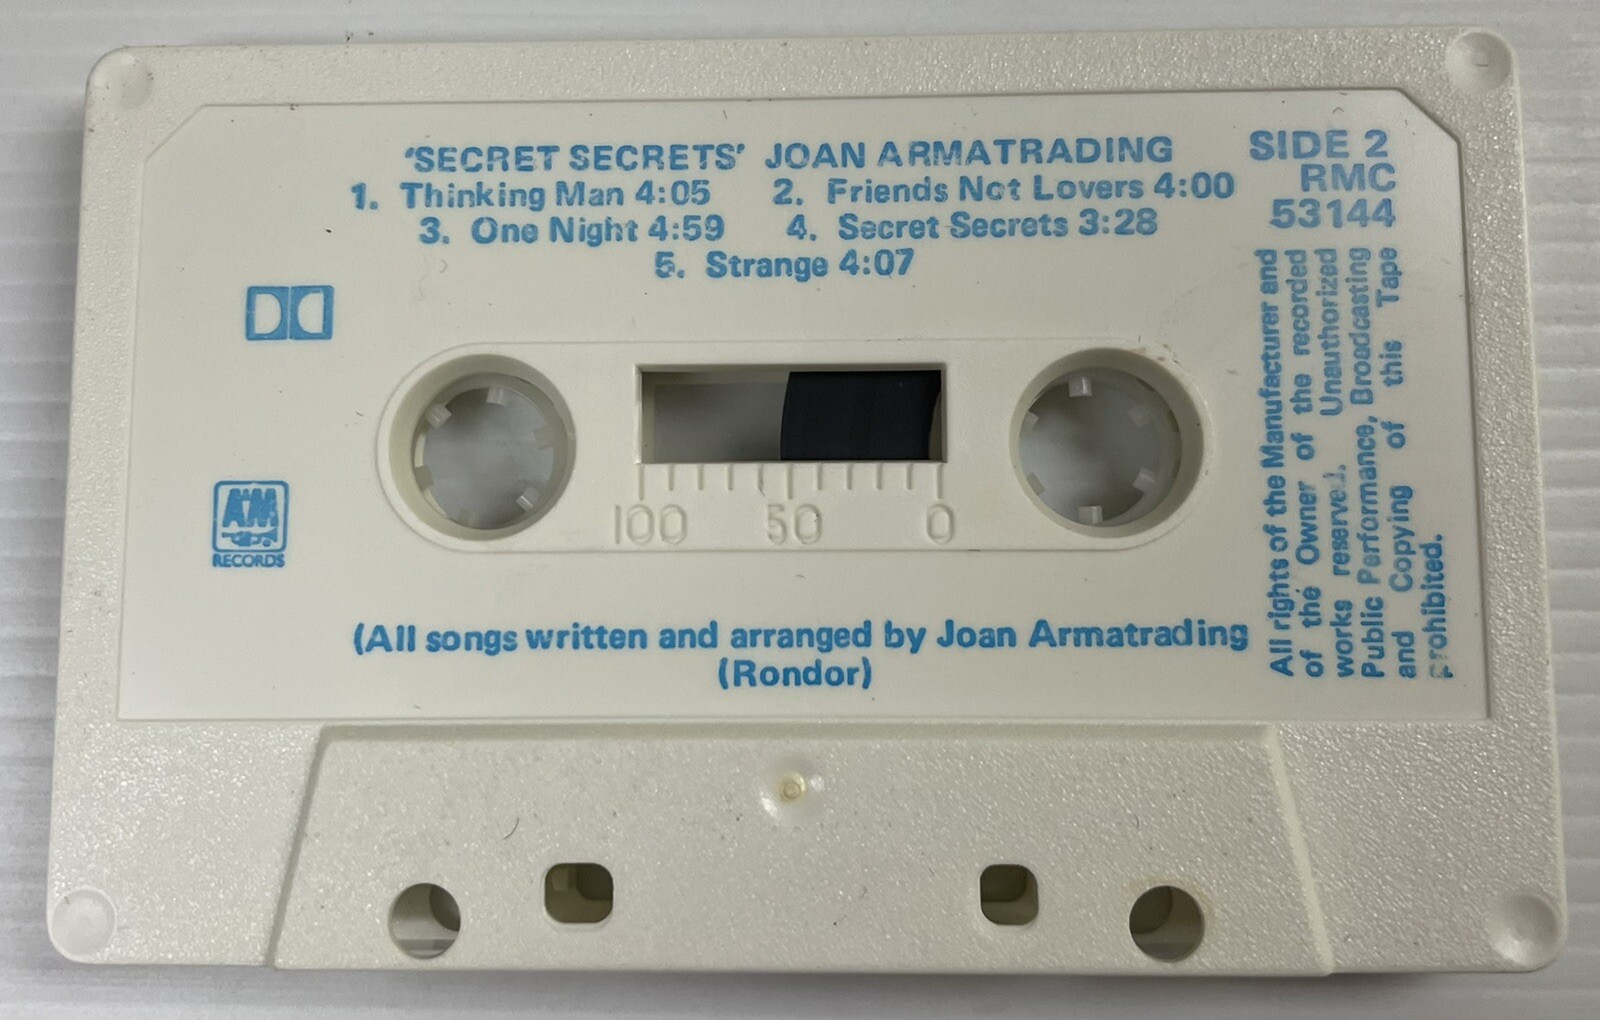 'SECRET SECRETS' JOAN ARMATRADING
1. Thinking Man 4:05 2. Friends Not Lovers 4:00
3. One Night 4:59 4. Secret Secrets 3:28
5. Strange 4:07
SIDE 2
RMC
53144
All rights of the Manufacturer and
of the Owner of the recorded
works reserved. Unauthorized
Public Performance, Broadcasting
and Copying of this Tape
prohibited.
A&M
RECORDS
100 50 0
(All songs written and arranged by Joan Armatrading
(Rondor)